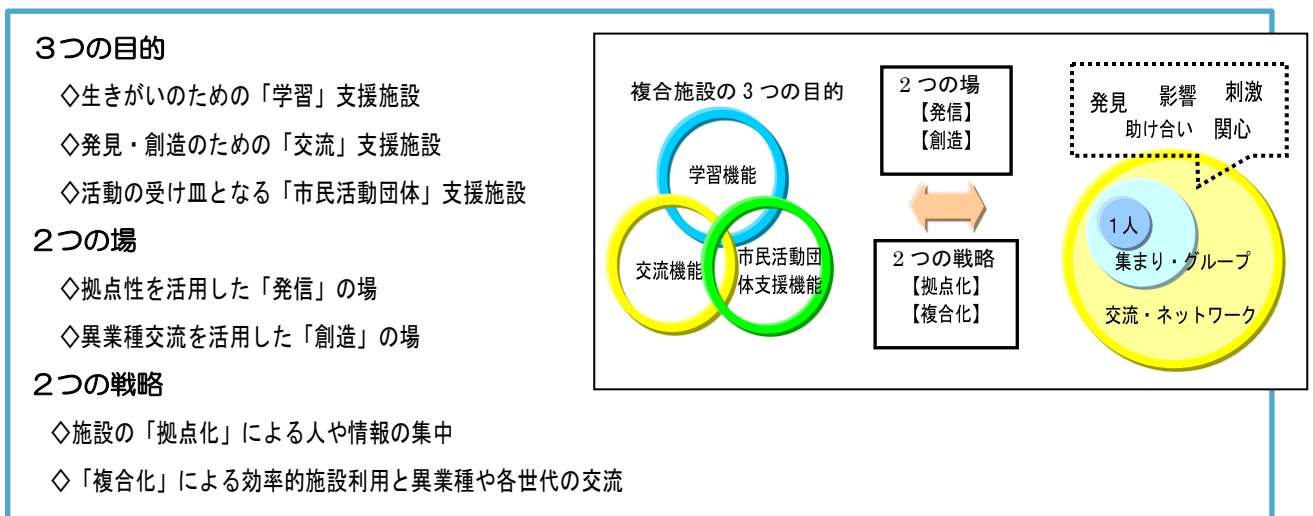 ３つの目的
◇生きがいのための「学習」支援施設
◇発見・創造のための「交流」支援施設
◇活動の受け皿となる「市民活動団体」支援施設
２つの場
◇拠点性を活用した「発信」の場
◇異業種交流を活用した「創造」の場
２つの戦略
◇施設の「拠点化」による人や情報の集中
◇「複合化」による効率的施設利用と異業種や各世代の交流
複合施設の 3 つの目的
学習機能
交流機能
市民活動団
体支援機能
2 つの場
【発信】
【創造】
2 つの戦略
【拠点化】
【複合化】
発見 影響 刺激
助け合い 関心
1人
集まり・グループ
交流・ネットワーク